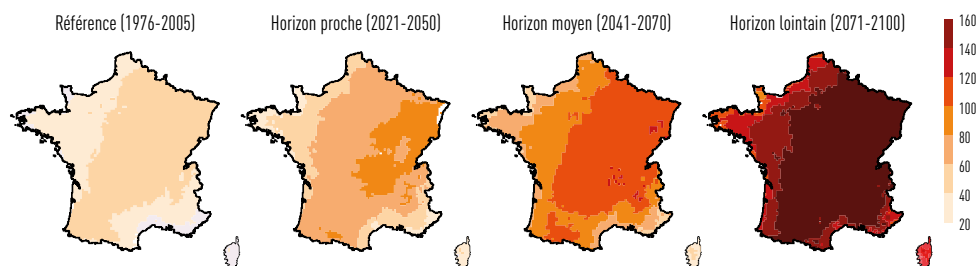 Référence (1976-2005)
Horizon proche (2021-2050)
Horizon moyen (2041-2070)
Horizon lointain (2071-2100)
160
140
120
100
80
60
40
20